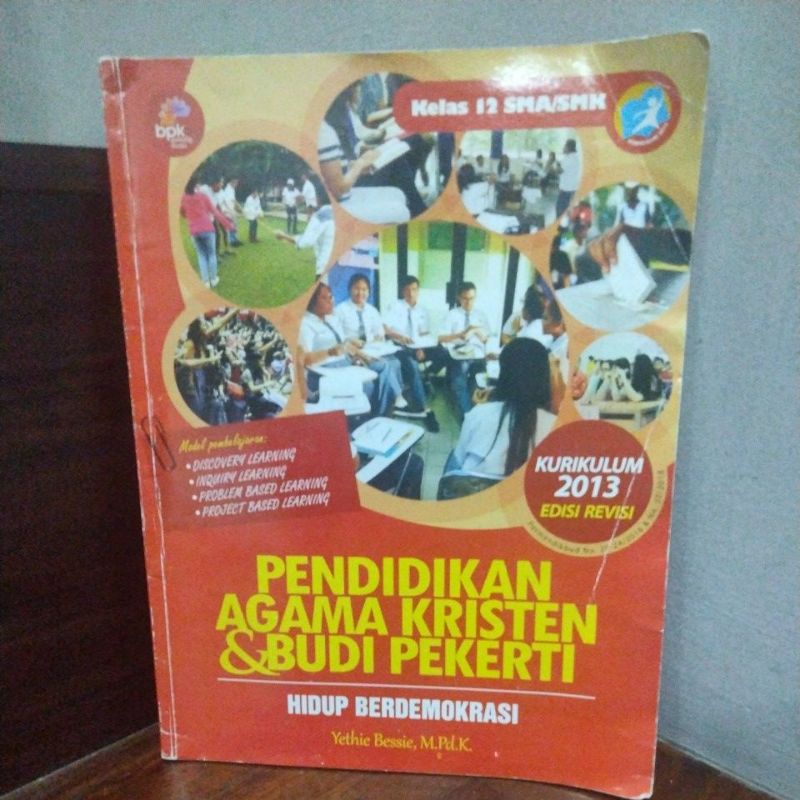 bpk
Kelas 12 SMA/SMK
Model pembelajaran:
• DISCOVERY LEARNING
• INQUIRY LEARNING
• PROBLEM BASED LEARNING
• PROJECT BASED LEARNING
KURIKULUM
2013
EDISI REVISI
PENDIDIKAN
AGAMA KRISTEN
& BUDI PEKERTI
HIDUP BERDEMOKRASI
Yethie Bessie, M.Pd.K.